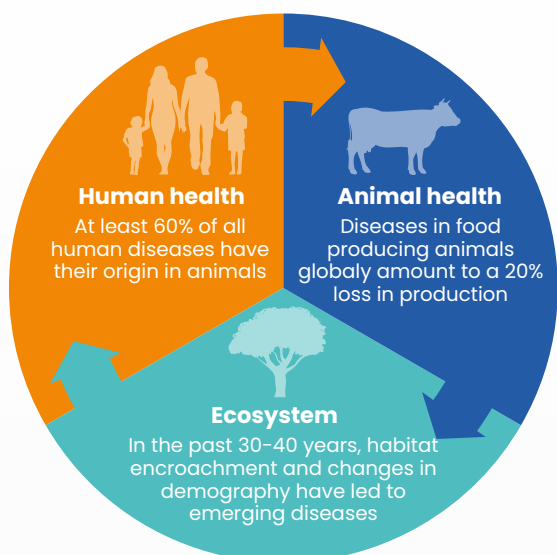 Human health
At least 60% of all
human diseases have
their origin in animals
Animal health
Diseases in food
producing animals
globaly amount to a 20%
loss in production
Ecosystem
In the past 30-40 years, habitat
encroachment and changes in
demography have led to
emerging diseases